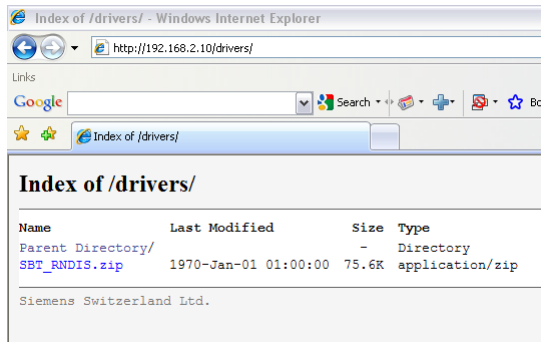 Index of /drivers/ - Windows Internet Explorer
http://192.168.2.10/drivers/
Links
Google Search
Index of /drivers/
Index of /drivers/
Name Last Modified Size Type
Parent Directory/ - Directory
SBT_RNDIS.zip 1970-Jan-01 01:00:00 75.6K application/zip
Siemens Switzerland Ltd.